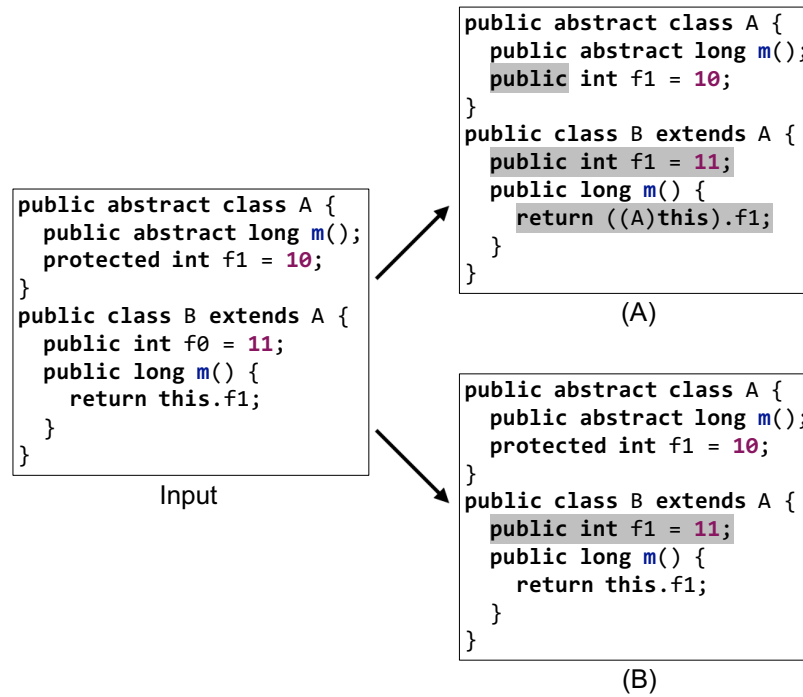 public abstract class A {
public abstract long m();
protected int f1 = 10;
}
public class B extends A {
public int f0 = 11;
public long m() {
return this.f1;
}
}
Input
public abstract class A {
public abstract long m();
public int f1 = 10;
}
public class B extends A {
public int f1 = 11;
public long m() {
return ((A)this).f1;
}
}
(A)
public abstract class A {
public abstract long m();
protected int f1 = 10;
}
public class B extends A {
public int f1 = 11;
public long m() {
return this.f1;
}
}
(B)